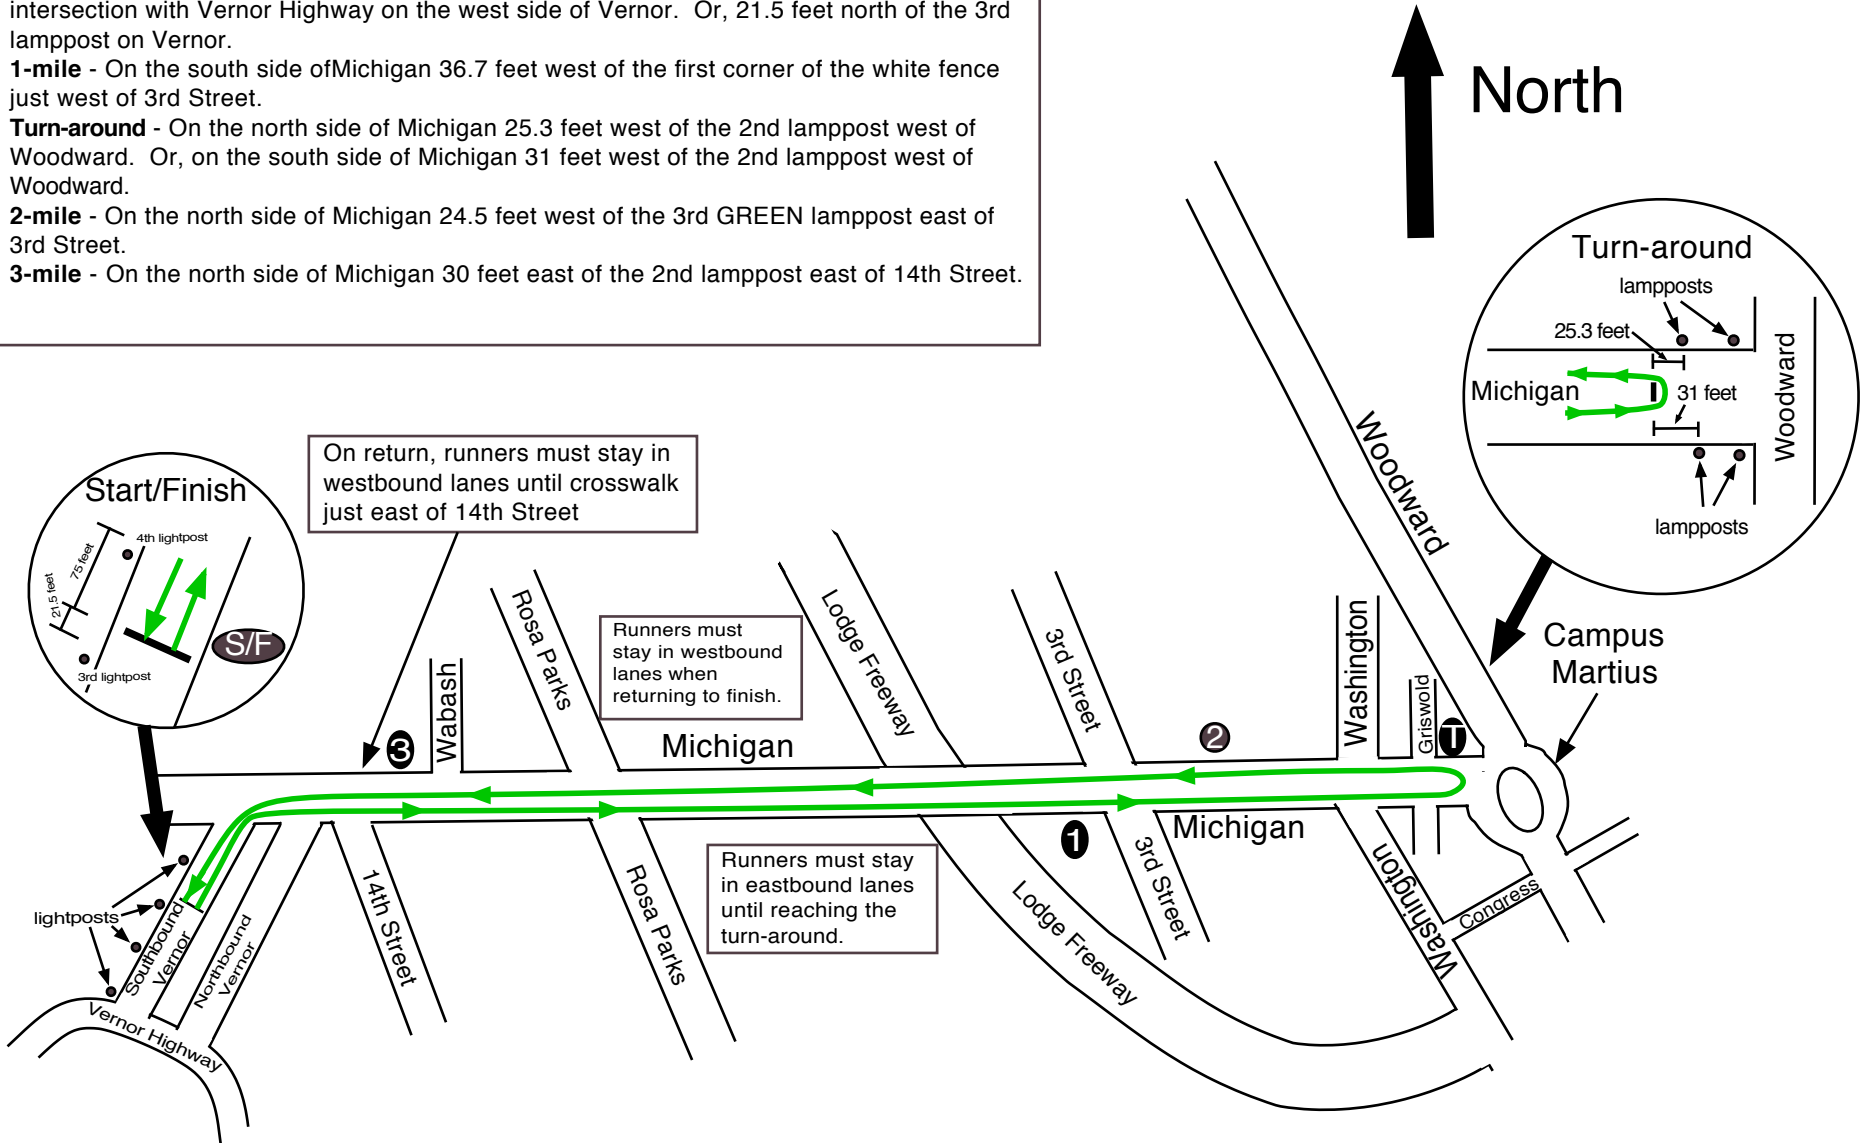 intersection with Vernor Highway on the west side of Vernor.  Or, 21.5 feet north of the 3rd
lamppost on Vernor.
1-mile - On the south side ofMichigan 36.7 feet west of the first corner of the white fence
just west of 3rd Street.
Turn-around - On the north side of Michigan 25.3 feet west of the 2nd lamppost west of
Woodward.  Or, on the south side of Michigan 31 feet west of the 2nd lamppost west of
Woodward.
2-mile - On the north side of Michigan 24.5 feet west of the 3rd GREEN lamppost east of
3rd Street.
3-mile - On the north side of Michigan 30 feet east of the 2nd lamppost east of 14th Street.
North
Turn-around
lampposts
25.3 feet
Michigan
31 feet
Woodward
lampposts
Woodward
On return, runners must stay in
westbound lanes until crosswalk
just east of 14th Street
Start/Finish
4th lightpost
75 feet
21.5 feet
S/F
3rd lightpost
Rosa Parks
Runners must
stay in westbound
lanes when
returning to finish.
Lodge Freeway
3rd Street
Washington
Griswold
Campus
Martius
Wabash
3
Michigan
2
T
1
Michigan
14th Street
Rosa Parks
Runners must stay
in eastbound lanes
until reaching the
turn-around.
Lodge Freeway
3rd Street
Washington
Congress
lightposts
Southbound
Vernor
Northbound
Vernor
Vernor Highway